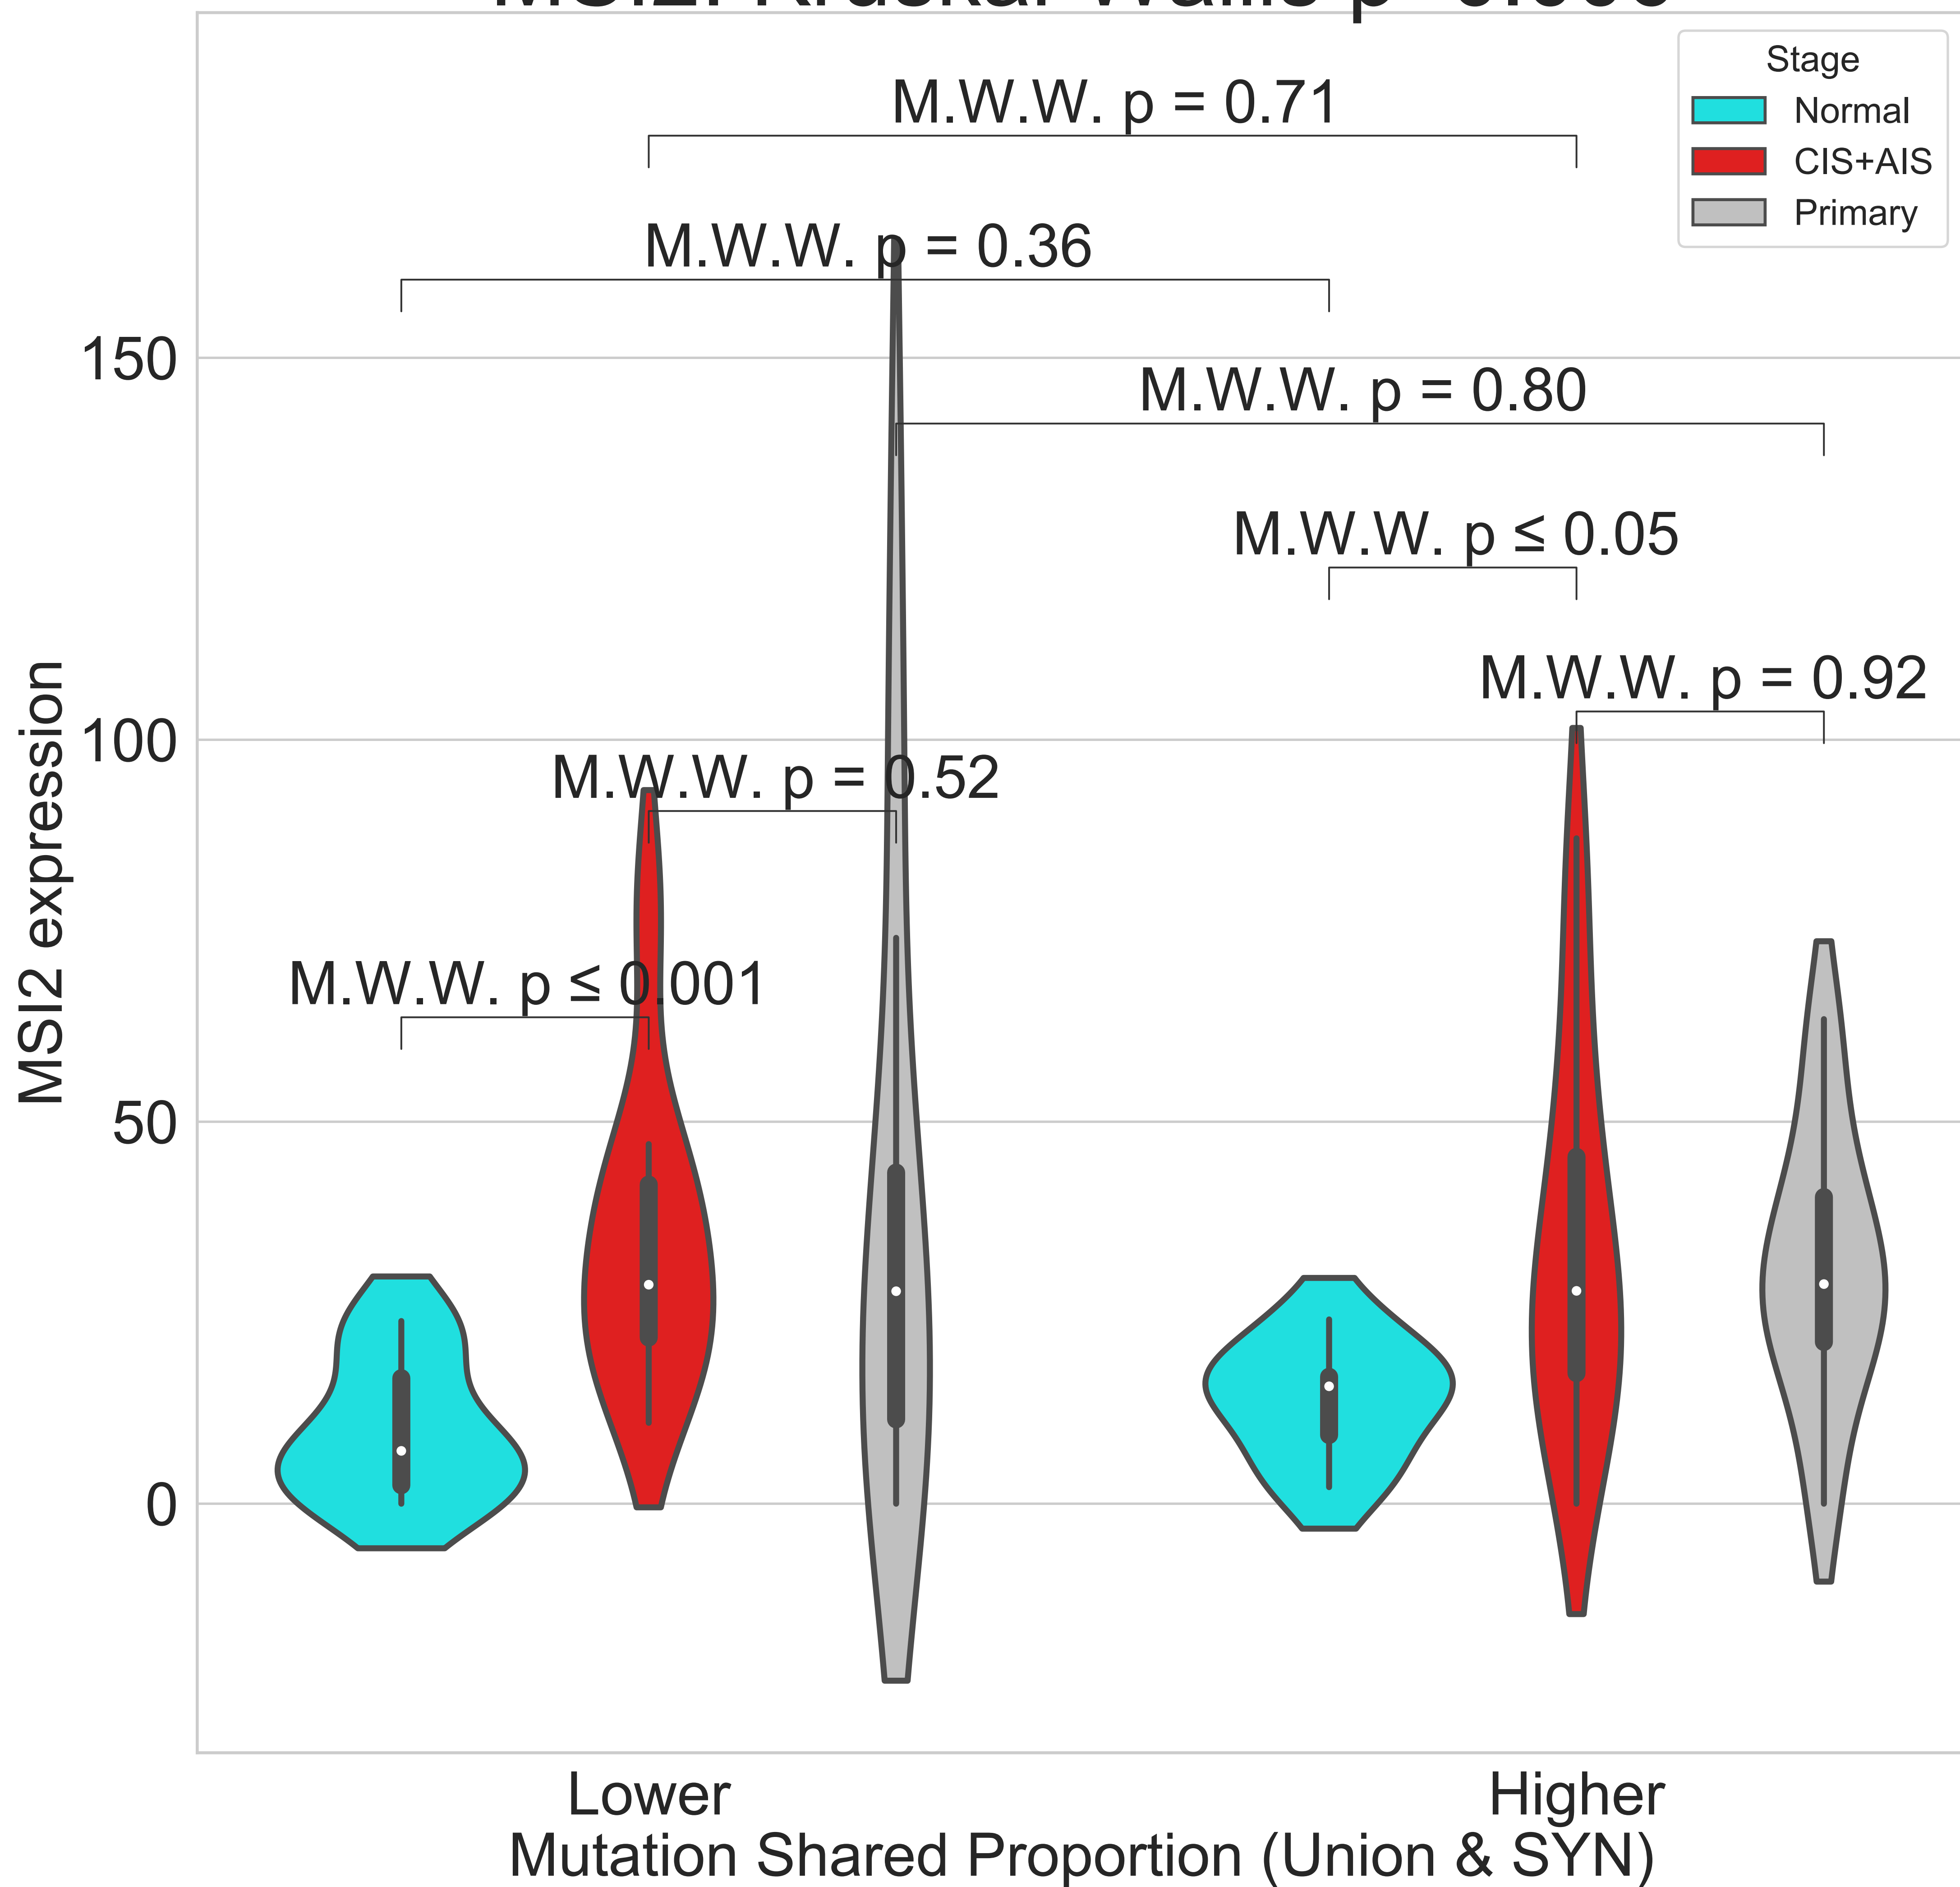 Stage
Normal
CIS+AIS
Primary
M.W.W. p = 0.71
M.W.W. p = 0.36
M.W.W. p = 0.80
M.W.W. p ≤ 0.05
M.W.W. p = 0.92
M.W.W. p = 0.52
M.W.W. p ≤ 0.001
MSI2 expression
150
100
50
0
Lower
Higher
Mutation Shared Proportion (Union & SYN)